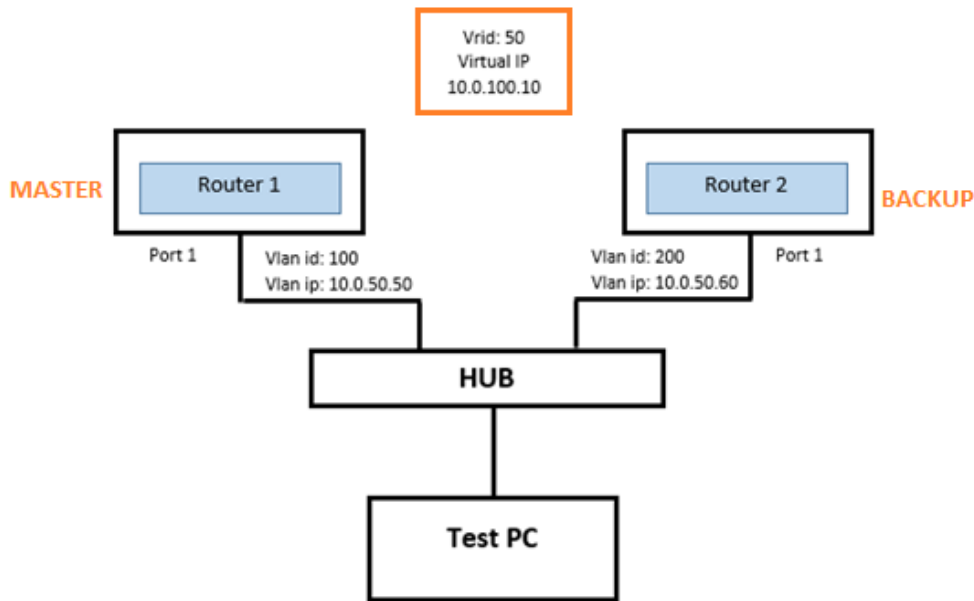 Vrid: 50
Virtual IP
10.0.100.10
MASTER
Router 1
Router 2
BACKUP
Port 1
Vlan id: 100
Vlan ip: 10.0.50.50
Vlan id: 200
Vlan ip: 10.0.50.60
Port 1
HUB
Test PC